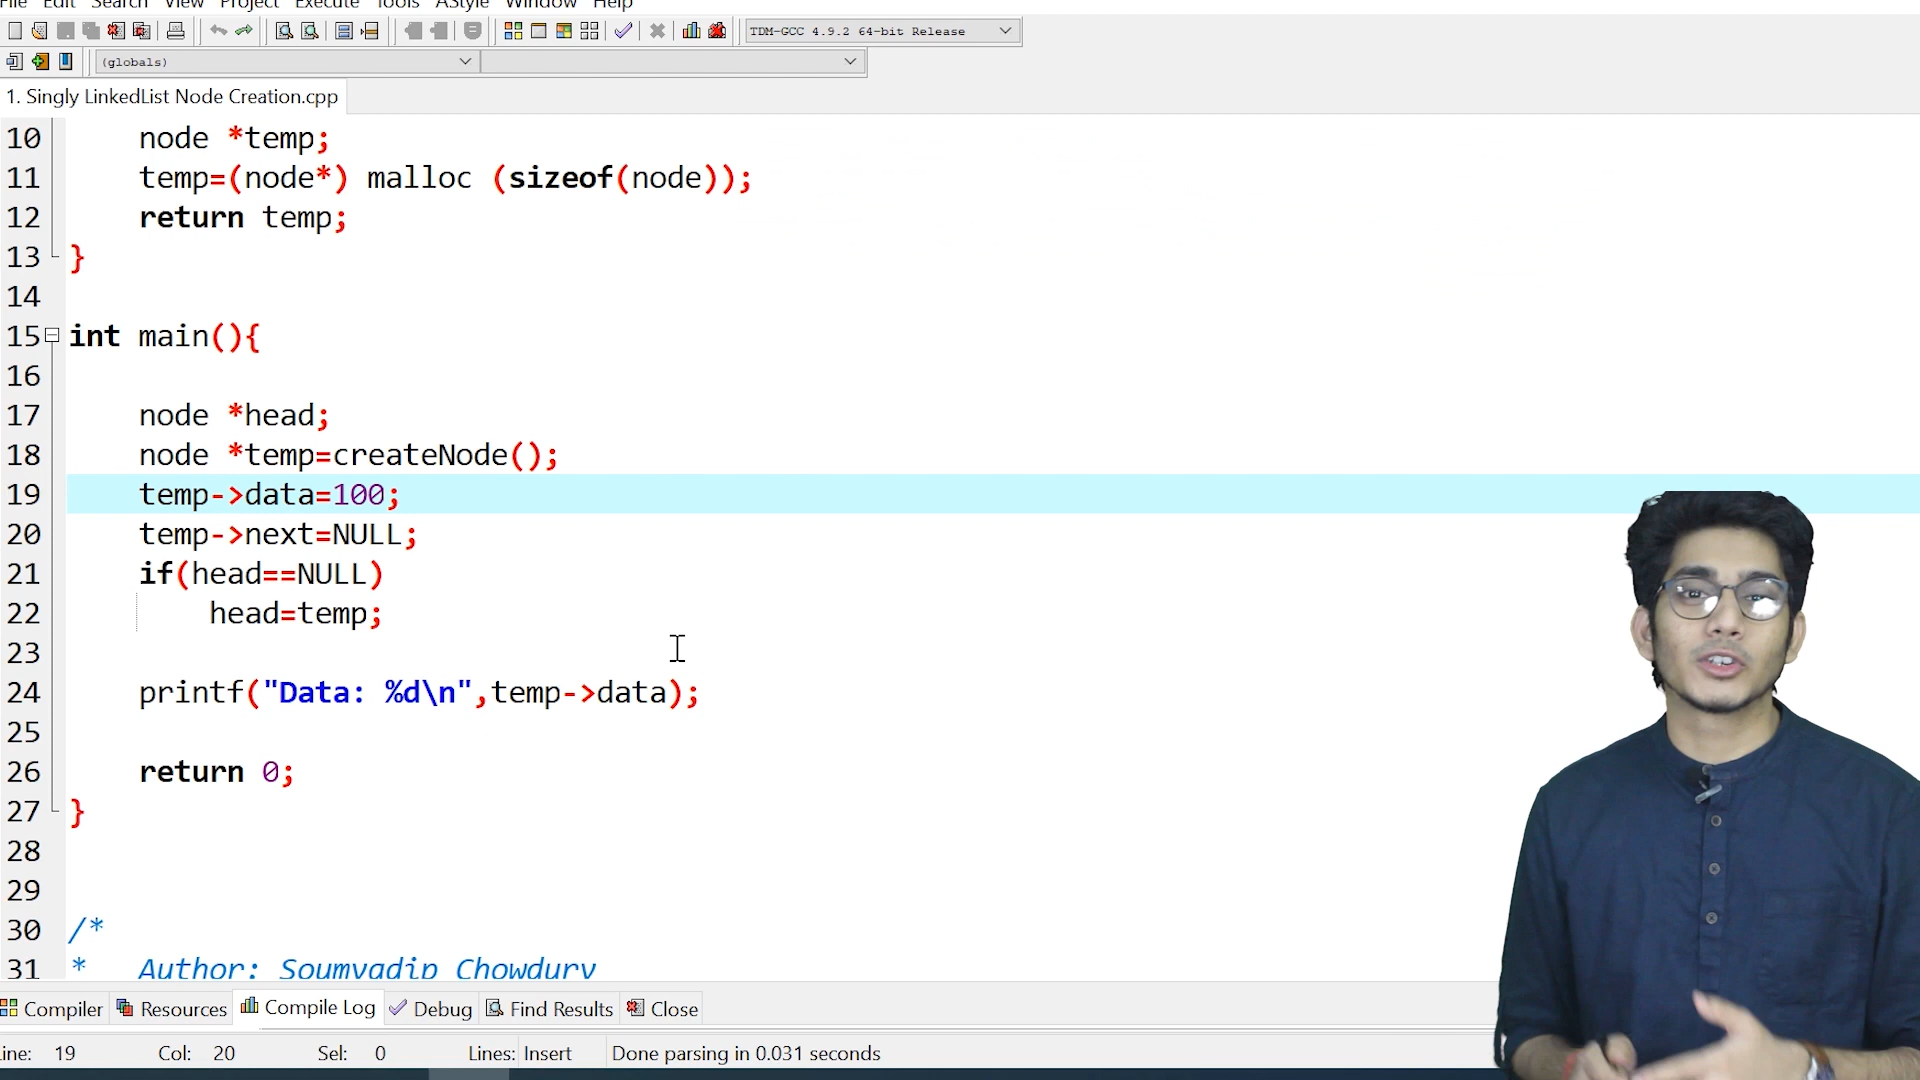 File Edit Search View Project Execute Tools AStyle Window Help
TDM-GCC 4.9.2 64-bit Release
(globals)
1. Singly LinkedList Node Creation.cpp
10 node *temp;
11 temp=(node*) malloc (sizeof(node));
12 return temp;
13 }
14
15 int main(){
16
17 node *head;
18 node *temp=createNode();
19 temp->data=100;
20 temp->next=NULL;
21 if(head==NULL)
22 head=temp;
23
24 printf("Data: %d\n",temp->data);
25
26 return 0;
27 }
28
29
30 /*
31 * Author: Soumyadip Chowdury
Compiler Resources Compile Log Debug Find Results Close
ine: 19 Col: 20 Sel: 0 Lines: Insert Done parsing in 0.031 seconds